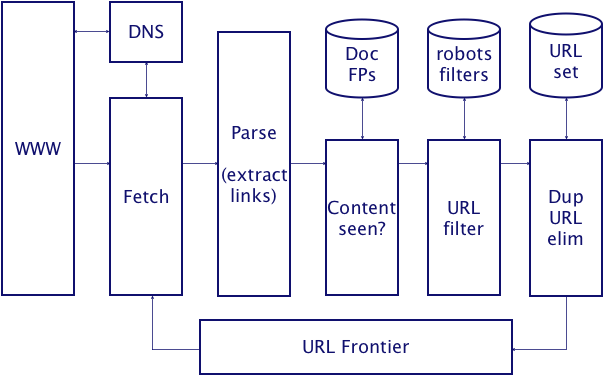 WWW
DNS
Fetch
Parse
(extract
links)
Doc
FPs
Content
seen?
robots
filters
URL
filter
URL
set
Dup
URL
elim
URL Frontier